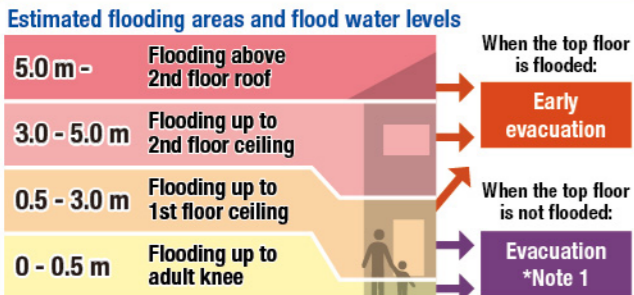 Estimated flooding areas and flood water levels
5.0 m -
Flooding above
2nd floor roof
3.0 - 5.0 m
Flooding up to
2nd floor ceiling
0.5 - 3.0 m
Flooding up to
1st floor ceiling
0 - 0.5 m
Flooding up to
adult knee
When the top floor
is flooded:
Early
evacuation
When the top floor
is not flooded:
Evacuation
*Note 1